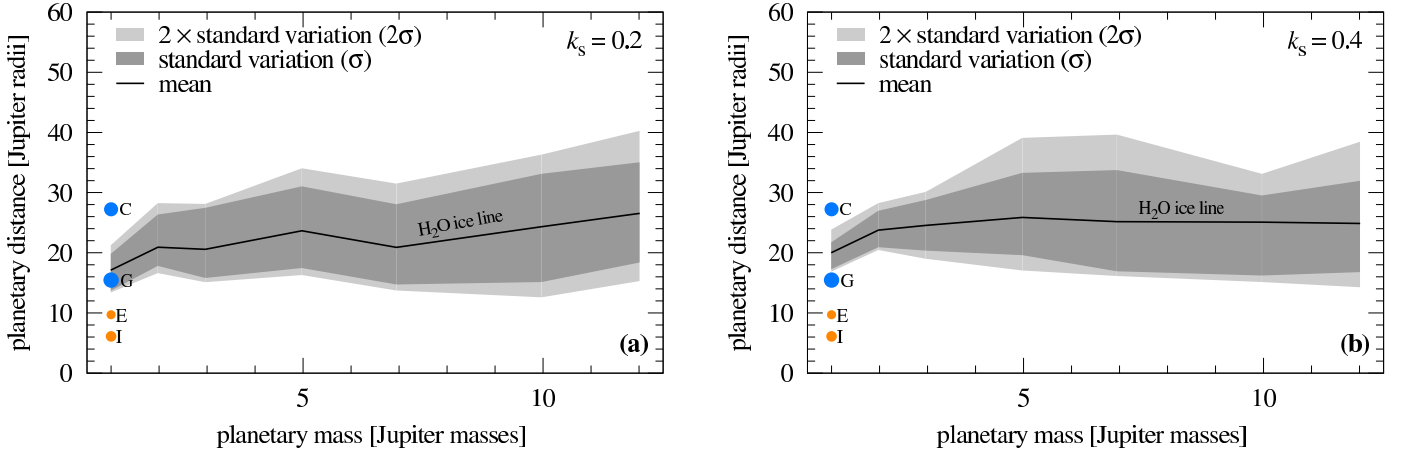 60
50
40
30
20
10
0
planetary distance [Jupiter radii]
2 × standard variation (2σ)
standard variation (σ)
mean
kₛ = 0.2
H₂O ice line
C
G
E
I
(a)
5
10
planetary mass [Jupiter masses]
60
50
40
30
20
10
0
planetary distance [Jupiter radii]
2 × standard variation (2σ)
standard variation (σ)
mean
kₛ = 0.4
H₂O ice line
C
G
E
I
(b)
5
10
planetary mass [Jupiter masses]